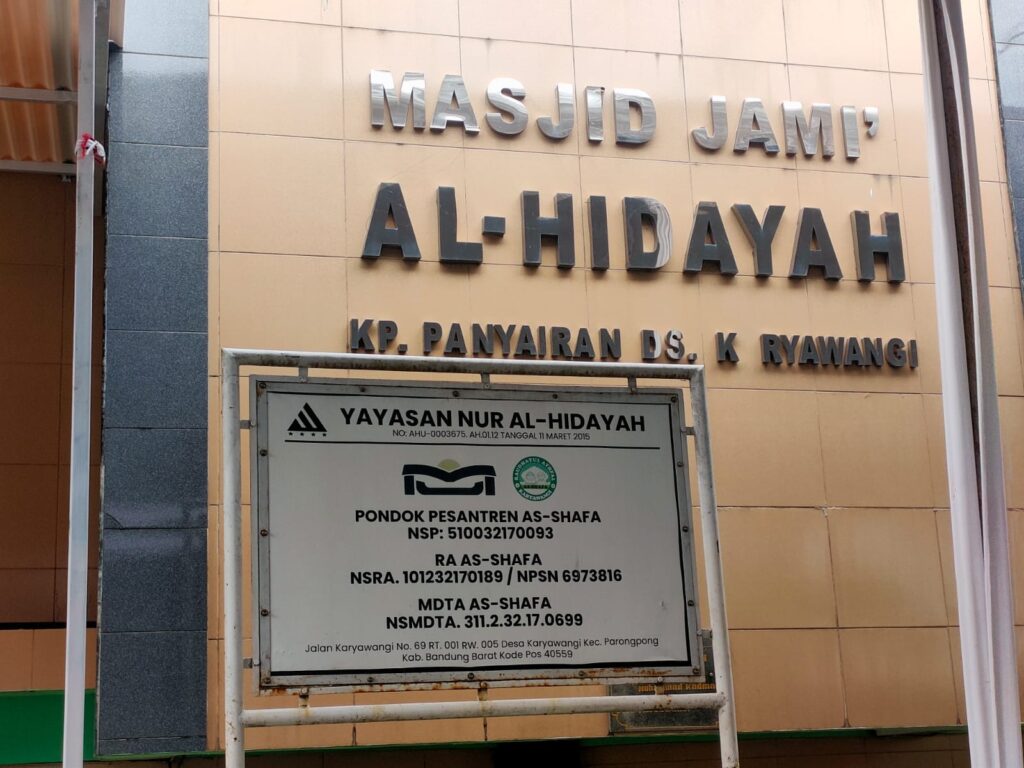 MASJID JAMI'
AL-HIDAYAH
KP. PANYAIRAN DS. K RYAWANGI
YAYASAN NUR AL-HIDAYAH
NO: AHU-0003675. AH.01.12 TANGGAL 11 MARET 2015
PONDOK PESANTREN AS-SHAFA
NSP: 510032170093
RA AS-SHAFA
NSRA. 101232170189 / NPSN 6973816
MDTA AS-SHAFA
NSMDTA. 311.2.32.17.0699
Jalan Karyawangi No. 69 RT. 001 RW. 005 Desa Karyawangi Kec. Parongpong
Kab. Bandung Barat Kode Pos 40559